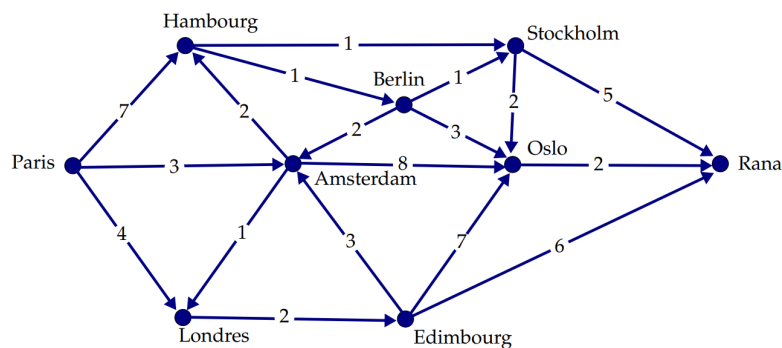 Hambourg
Stockholm
1
1
Berlin
1
5
7
2
2
2
3
Paris
3
8
Oslo
2
Rana
Amsterdam
4
1
3
7
6
2
Londres
Edimbourg